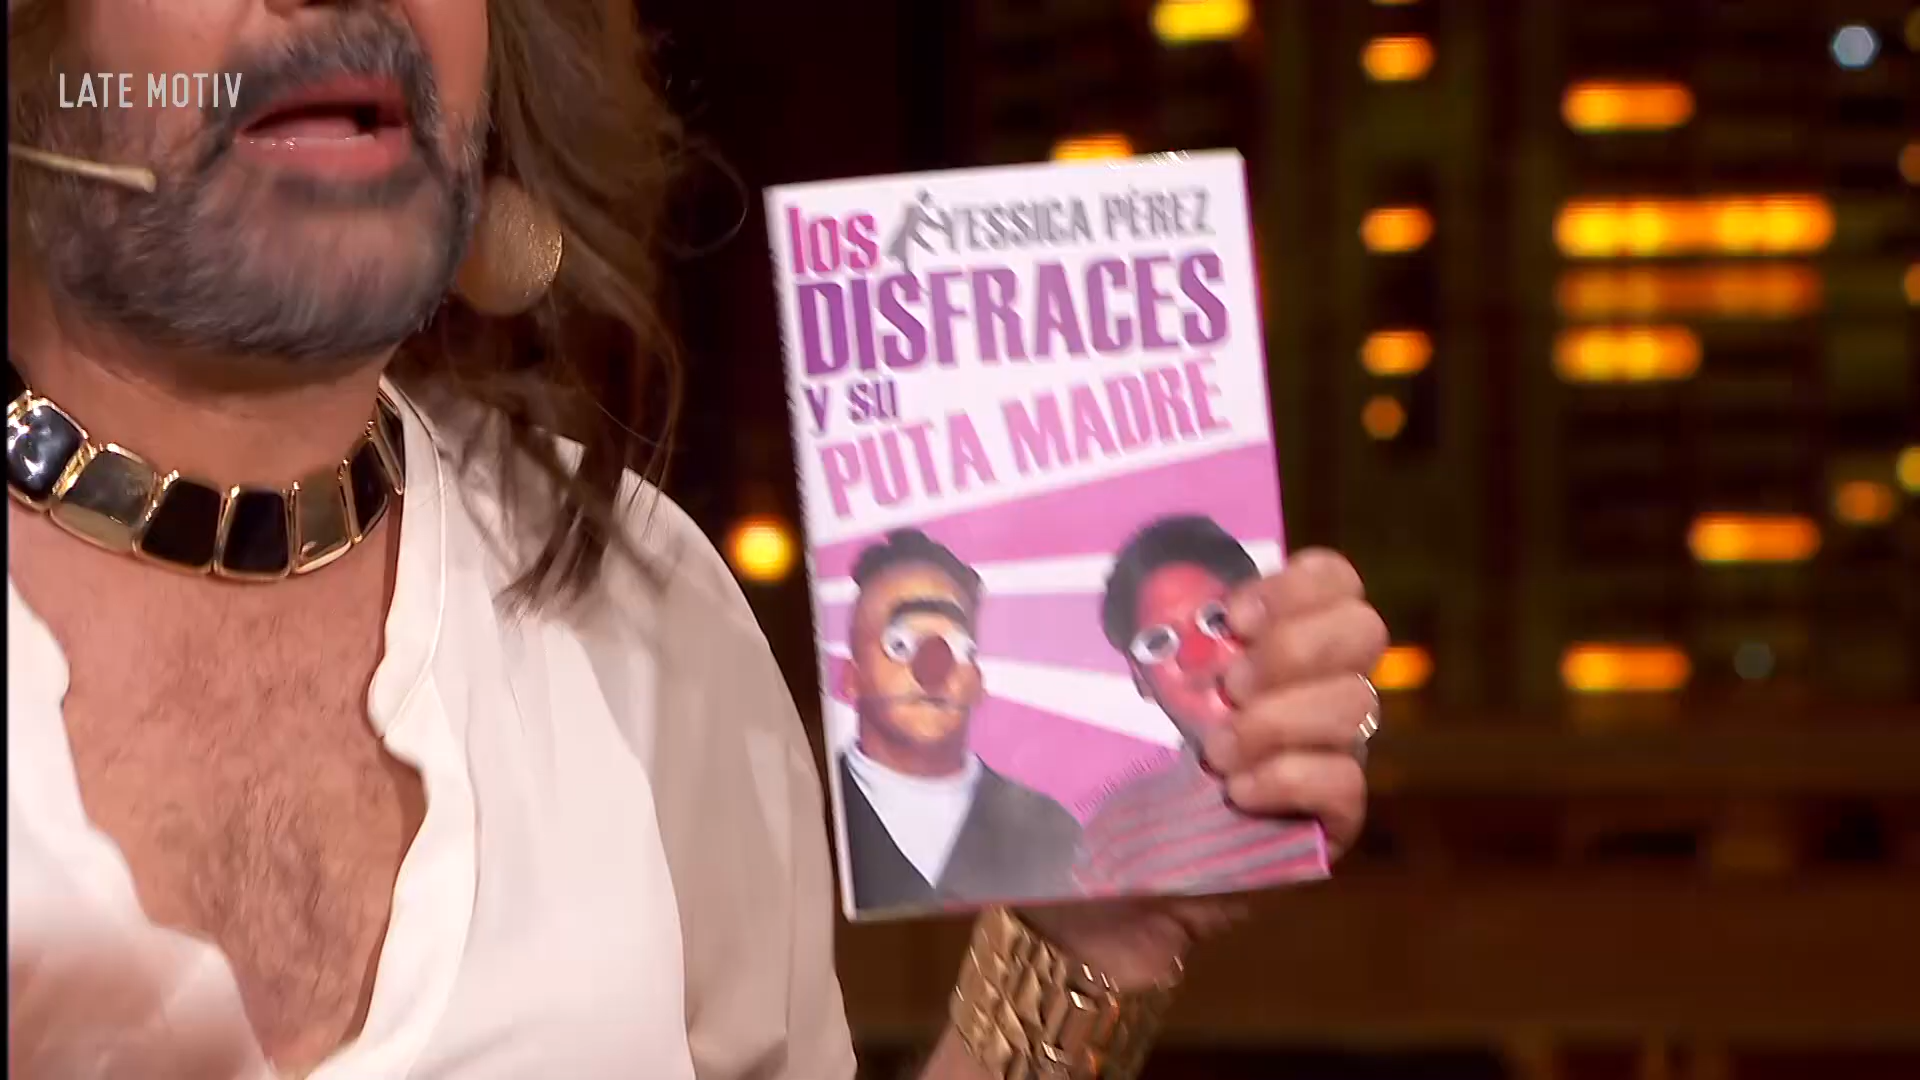 LATE MOTIV
los YESSICA PÉREZ
DISFRACES
y su
PUTA MADRE